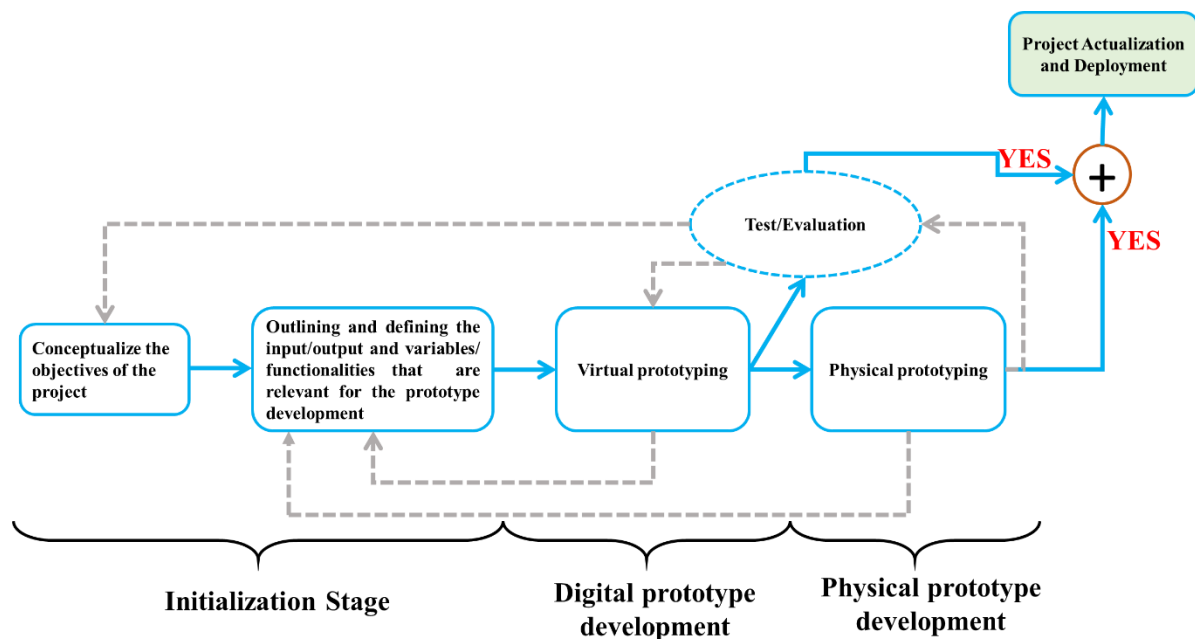 Project Actualization
and Deployment
YES
+
Test/Evaluation
YES
Conceptualize the
objectives of the
project
Outlining and defining the
input/output and variables/
functionalities that are
relevant for the prototype
development
Virtual prototyping
Physical prototyping
Initialization Stage
Digital prototype
development
Physical prototype
development